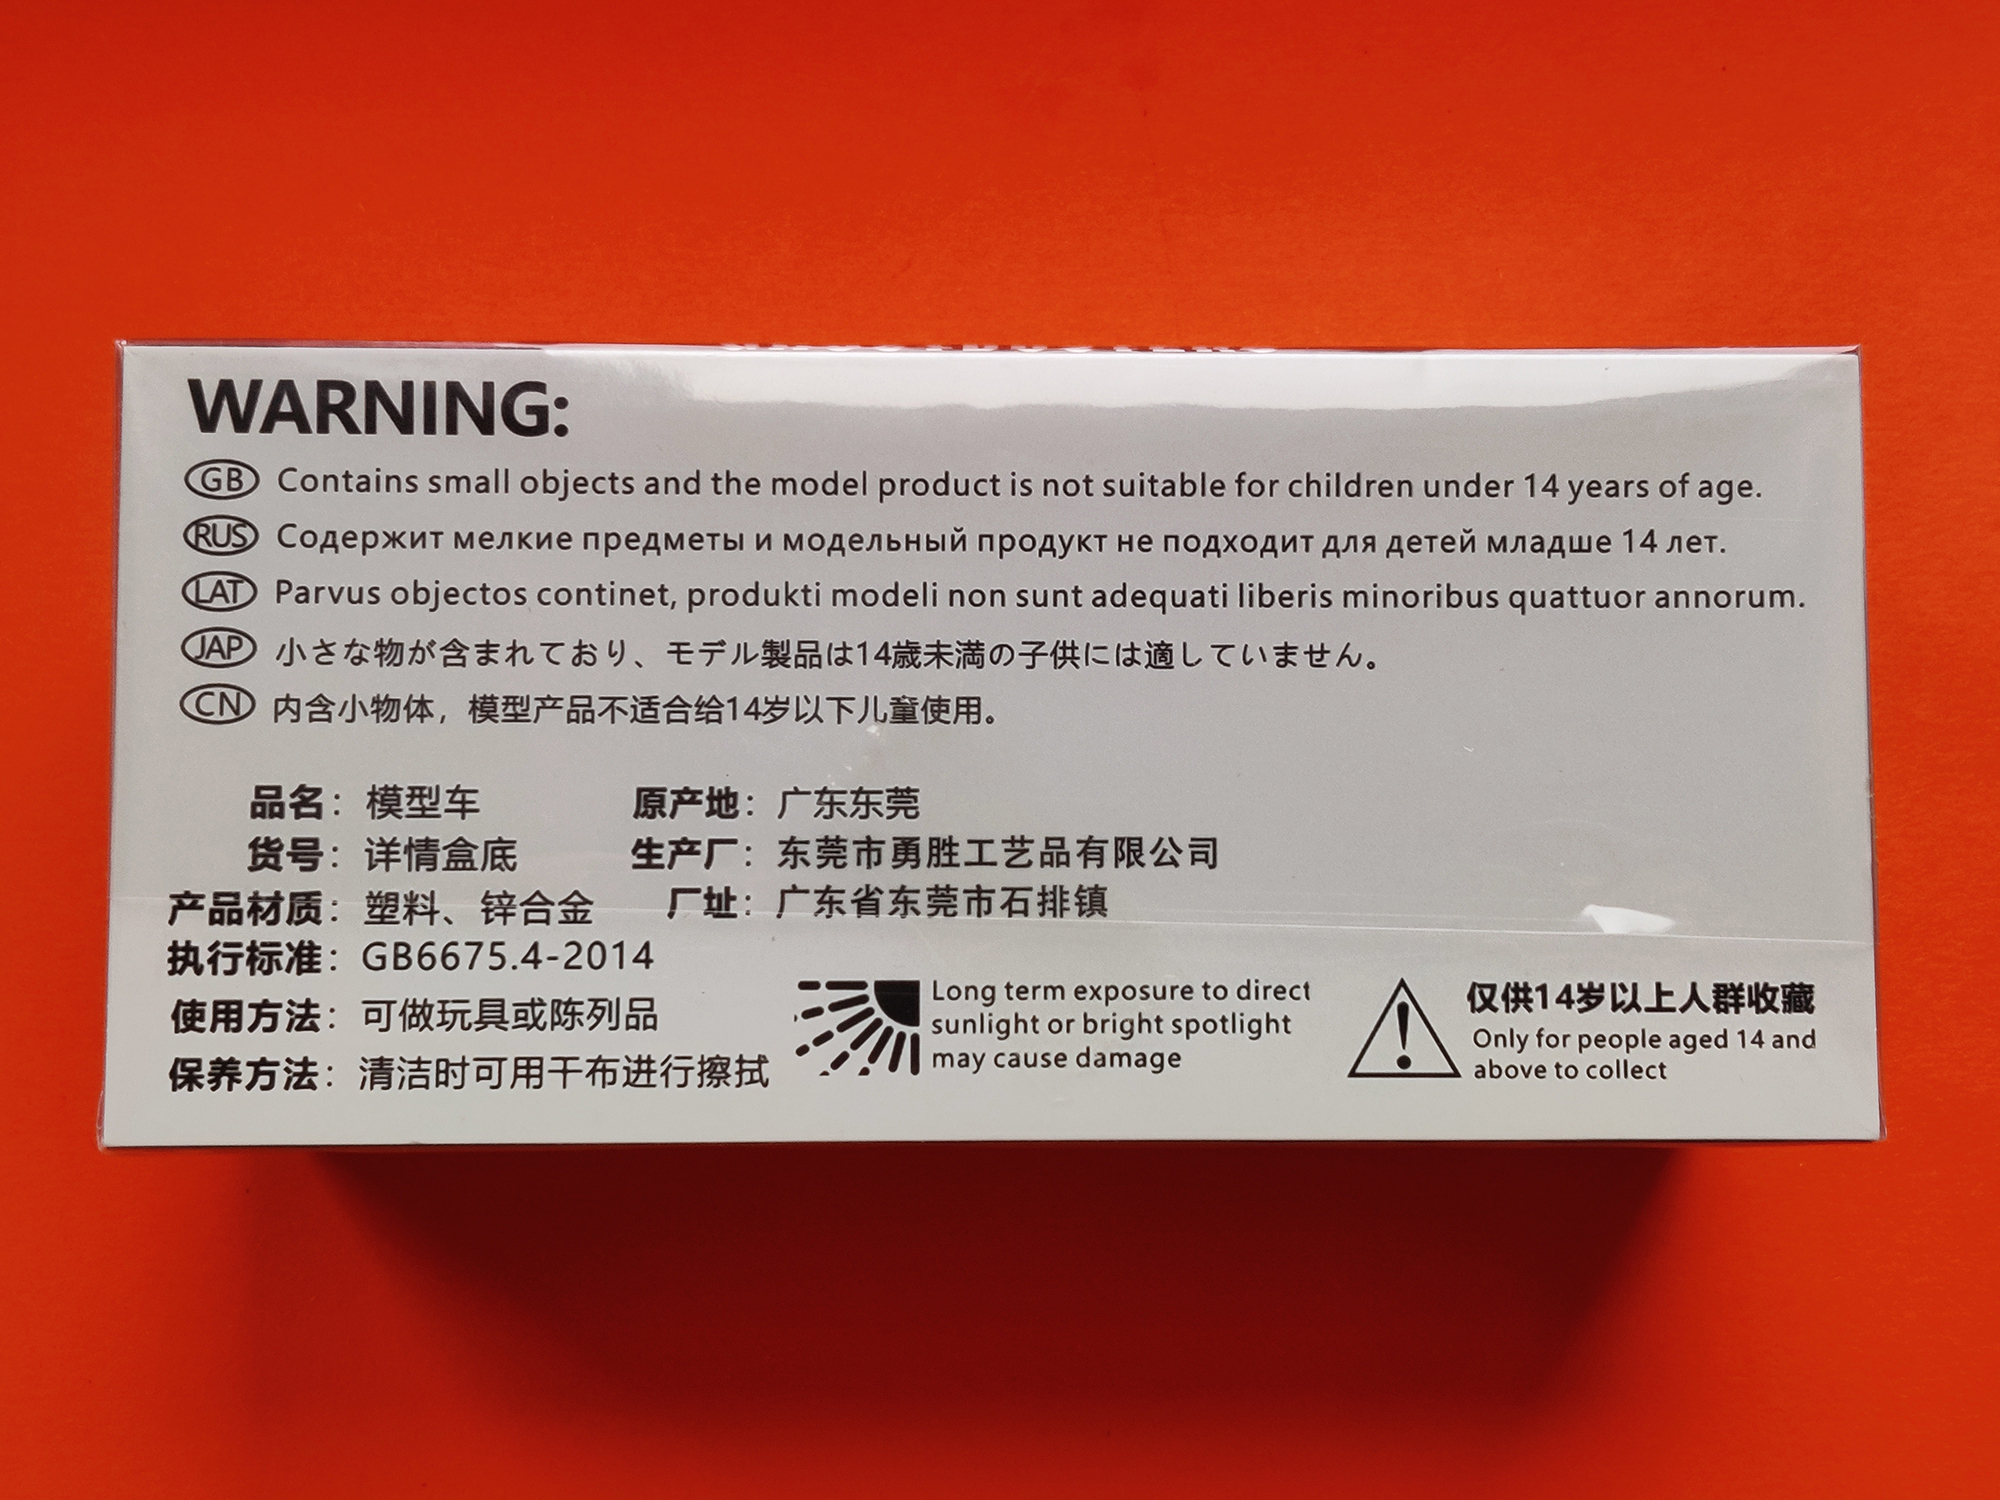 WARNING:
GB Contains small objects and the model product is not suitable for children under 14 years of age.
RUS Содержит мелкие предметы и модельный продукт не подходит для детей младше 14 лет.
LAT Parvus objectos continet, produkti modeli non sunt adequati liberis minoribus quattuor annorum.
JAP 小さな物が含まれており、モデル製品は14歳未満の子供には適していません。
CN 内含小物体，模型产品不适合给14岁以下儿童使用。
品名：模型车
货号：详情盒底
产品材质：塑料、锌合金
执行标准：GB6675.4-2014
使用方法：可做玩具或陈列品
保养方法：清洁时可用干布进行擦拭
原产地：广东东莞
生产厂：东莞市勇胜工艺品有限公司
厂址：广东省东莞市石排镇
Long term exposure to direct
sunlight or bright spotlight
may cause damage
仅供14岁以上人群收藏
Only for people aged 14 and
above to collect